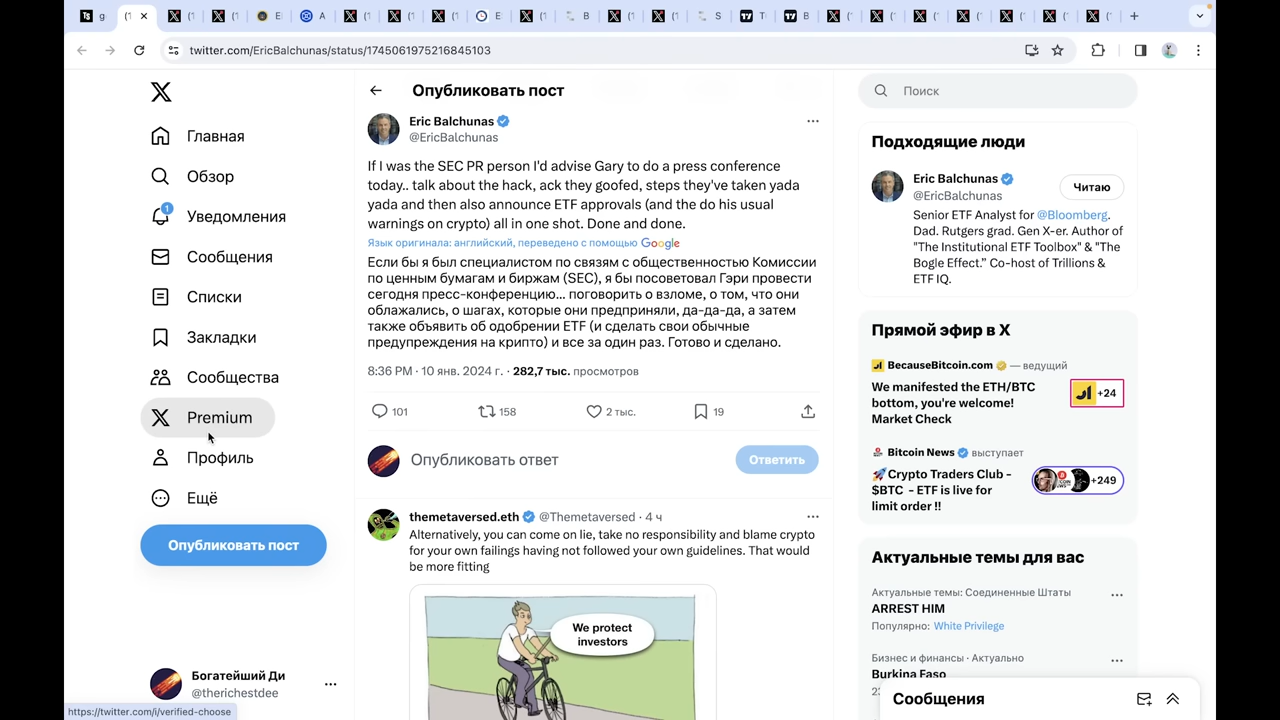 twitter.com/EricBalchunas/status/1745061975216845103
Главная
Обзор
1
Уведомления
Сообщения
Списки
Закладки
Сообщества
Premium
Профиль
Ещё
Опубликовать пост
Богатейший Ди
@therichestdee
https://twitter.com/i/verified-choose
Опубликовать пост
Eric Balchunas
@EricBalchunas
If I was the SEC PR person I'd advise Gary to do a press conference
today.. talk about the hack, ack they goofed, steps they've taken yada
yada and then also announce ETF approvals (and the do his usual
warnings on crypto) all in one shot. Done and done.
Язык оригинала: английский, переведено с помощью Google
Если бы я был специалистом по связям с общественностью Комиссии
по ценным бумагам и биржам (SEC), я бы посоветовал Гэри провести
сегодня пресс-конференцию... поговорить о взломе, о том, что они
облажались, о шагах, которые они предприняли, да-да-да, а затем
также объявить об одобрении ETF (и сделать свои обычные
предупреждения на крипто) и все за один раз. Готово и сделано.
8:36 PM · 10 янв. 2024 г. · 282,7 тыс. просмотров
101 158 2 тыс. 19
Опубликовать ответ
Ответить
themetaversed.eth @Themetaversed · 4 ч
Alternatively, you can come on lie, take no responsibility and blame crypto
for your own failings having not followed your own guidelines. That would
be more fitting
We protect
investors
Поиск
Подходящие люди
Eric Balchunas
@EricBalchunas
Читаю
Senior ETF Analyst for @Bloomberg.
Dad. Rutgers grad. Gen X-er. Author of
"The Institutional ETF Toolbox" & "The
Bogle Effect.” Co-host of Trillions &
ETF IQ.
Прямой эфир в X
BecauseBitcoin.com — ведущий
We manifested the ETH/BTC
bottom, you're welcome!
Market Check
+24
Bitcoin News выступает
🚀Crypto Traders Club -
$BTC - ETF is live for
limit order !!
+249
Актуальные темы для вас
Актуальные темы: Соединенные Штаты
ARREST HIM
Популярно: White Privilege
Бизнес и финансы · Актуально
Burkina Faso
Сообщения